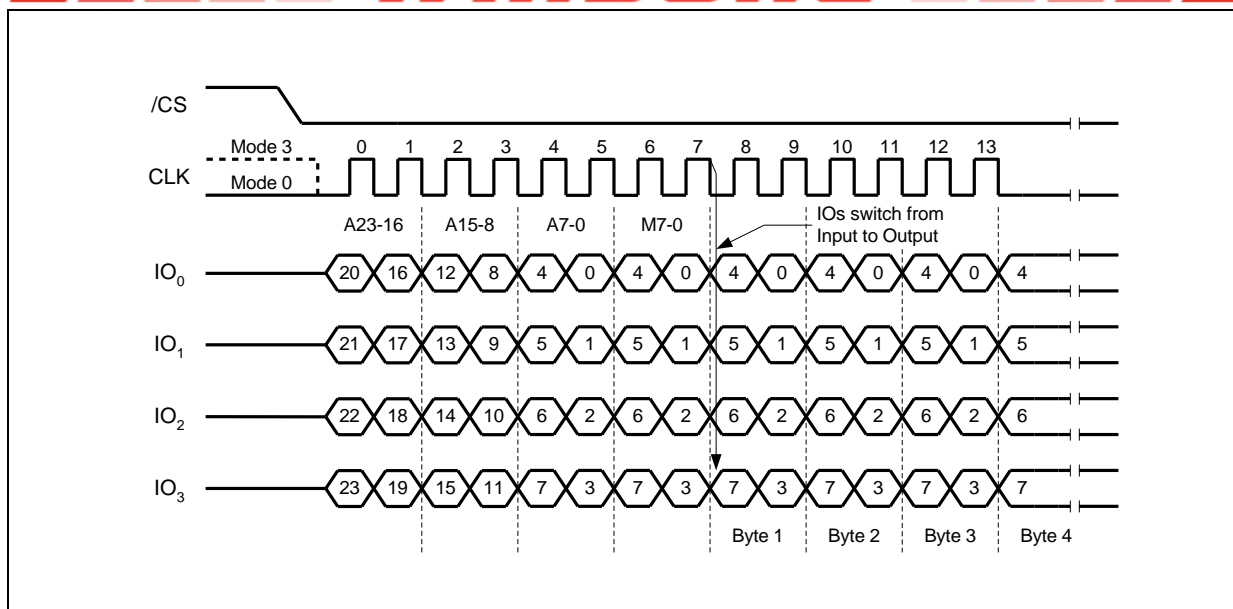 /CS
Mode 3
Mode 0
CLK
0 1 2 3 4 5 6 7 8 9 10 11 12 13
A23-16 A15-8 A7-0 M7-0
IOs switch from
Input to Output
IO0 20 16 12 8 4 0 4 0 4 0 4 0 4 0 4
IO1 21 17 13 9 5 1 5 1 5 1 5 1 5 1 5
IO2 22 18 14 10 6 2 6 2 6 2 6 2 6 2 6
IO3 23 19 15 11 7 3 7 3 7 3 7 3 7 3 7
Byte 1 Byte 2 Byte 3 Byte 4